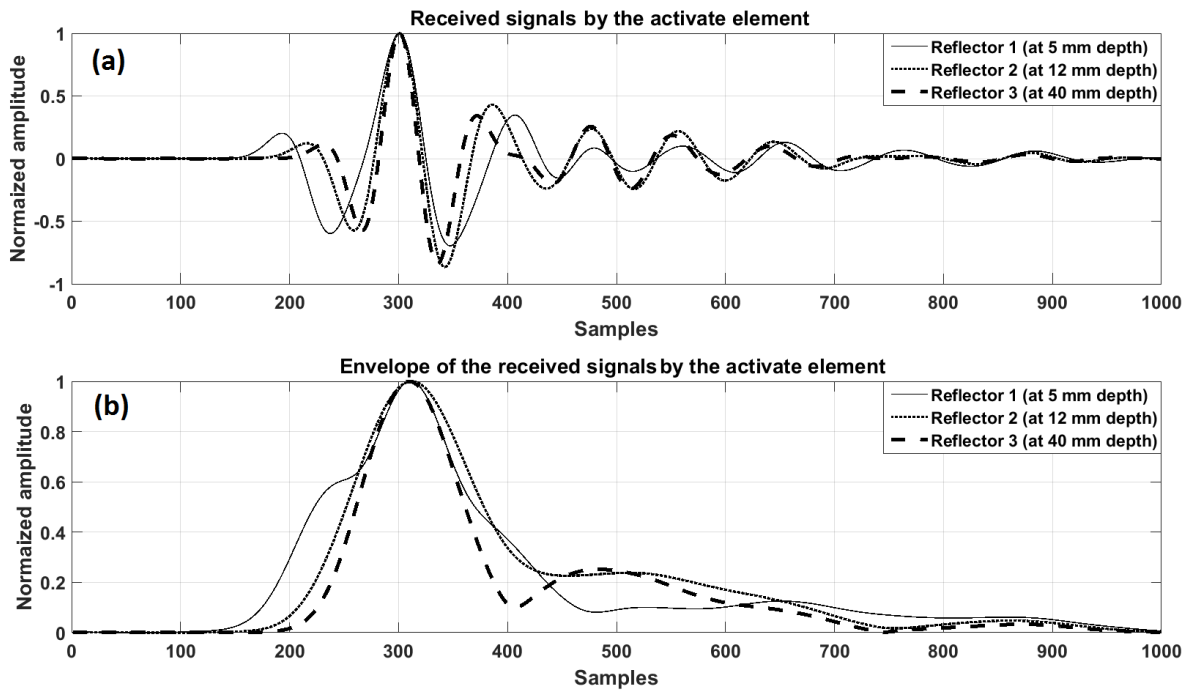 Received signals by the activate element
(a)
Reflector 1 (at 5 mm depth)
Reflector 2 (at 12 mm depth)
Reflector 3 (at 40 mm depth)
Normaized amplitude
1
0.5
0
-0.5
-1
0 100 200 300 400 500 600 700 800 900 1000
Samples
Envelope of the received signals by the activate element
(b)
Reflector 1 (at 5 mm depth)
Reflector 2 (at 12 mm depth)
Reflector 3 (at 40 mm depth)
Normaized amplitude
1
0.8
0.6
0.4
0.2
0
0 100 200 300 400 500 600 700 800 900 1000
Samples